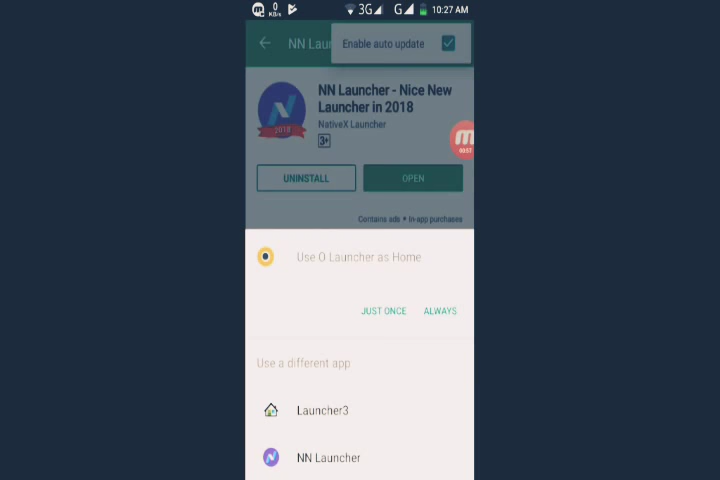 0
KB/s
3G
G
10:27 AM
NN Laun
Enable auto update
NN Launcher - Nice New
Launcher in 2018
NativeX Launcher
2018
3+
00:57
UNINSTALL
OPEN
Contains ads • In-app purchases
Use O Launcher as Home
JUST ONCE
ALWAYS
Use a different app
Launcher3
NN Launcher